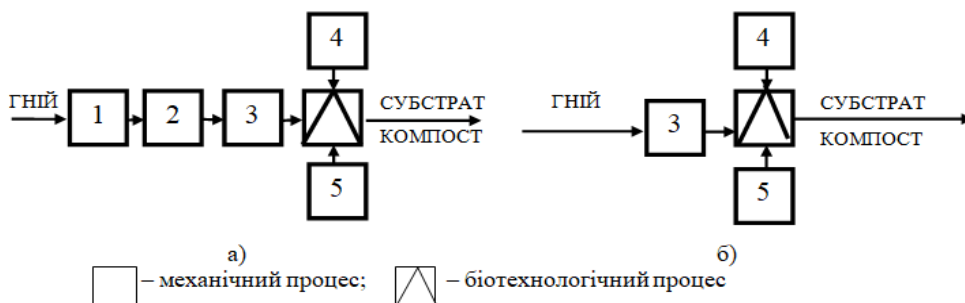 4
4
ГНІЙ
1
2
3
СУБСТРАТ
КОМПОСТ
ГНІЙ
3
СУБСТРАТ
КОМПОСТ
5
5
а)
б)
– механічний процес;
– біотехнологічний процес